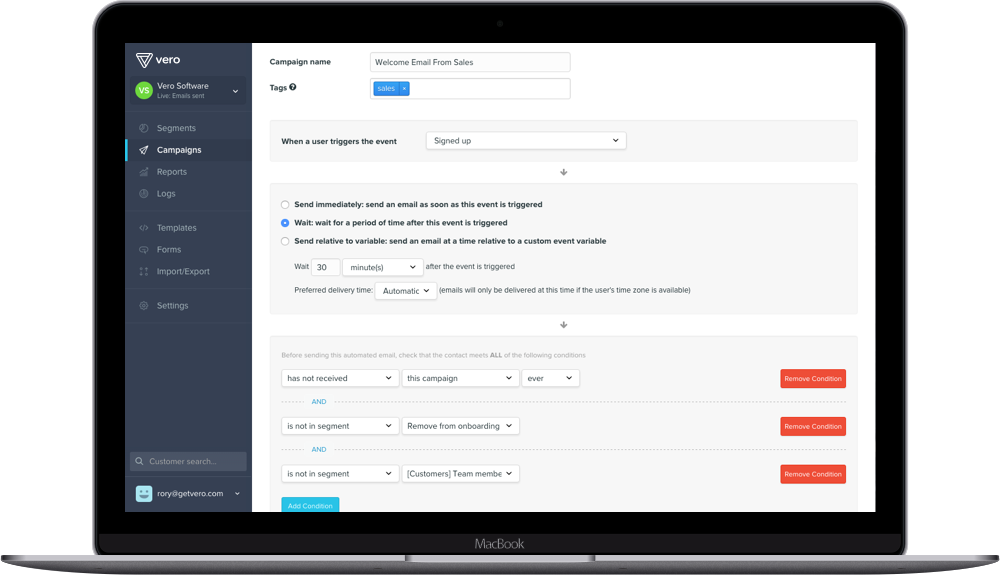 vero
VS Vero Software
Live: Emails sent
Segments
Campaigns
Reports
Logs
Templates
Forms
Import/Export
Settings
Customer search...
rory@getvero.com
Campaign name Welcome Email From Sales
Tags ? sales ×
When a user triggers the event Signed up
Send immediately: send an email as soon as this event is triggered
Wait: wait for a period of time after this event is triggered
Send relative to variable: send an email at a time relative to a custom event variable
Wait 30 minute(s) after the event is triggered
Preferred delivery time: Automatic (emails will only be delivered at this time if the user's time zone is available)
Before sending this automated email, check that the contact meets ALL of the following conditions
has not received this campaign ever Remove Condition
AND
is not in segment Remove from onboarding Remove Condition
AND
is not in segment [Customers] Team membe Remove Condition
Add Condition
MacBook